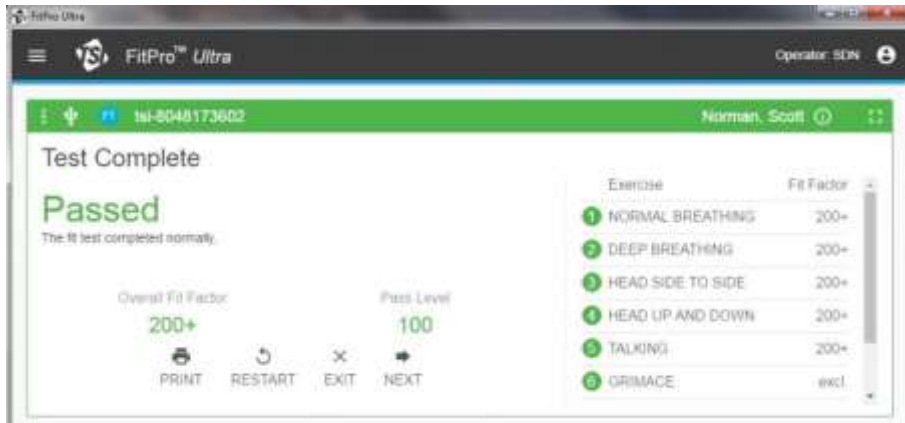 FitPro Ultra
TSI FitPro™ Ultra
Operator: SDN
P1 tsi-8048173602
Norman, Scott
Test Complete
Passed
The fit test completed normally.
Overall Fit Factor
Pass Level
200+
100
PRINT RESTART EXIT NEXT
Exercise Fit Factor
1 NORMAL BREATHING 200+
2 DEEP BREATHING 200+
3 HEAD SIDE TO SIDE 200+
4 HEAD UP AND DOWN 200+
5 TALKING 200+
6 GRIMACE excl.